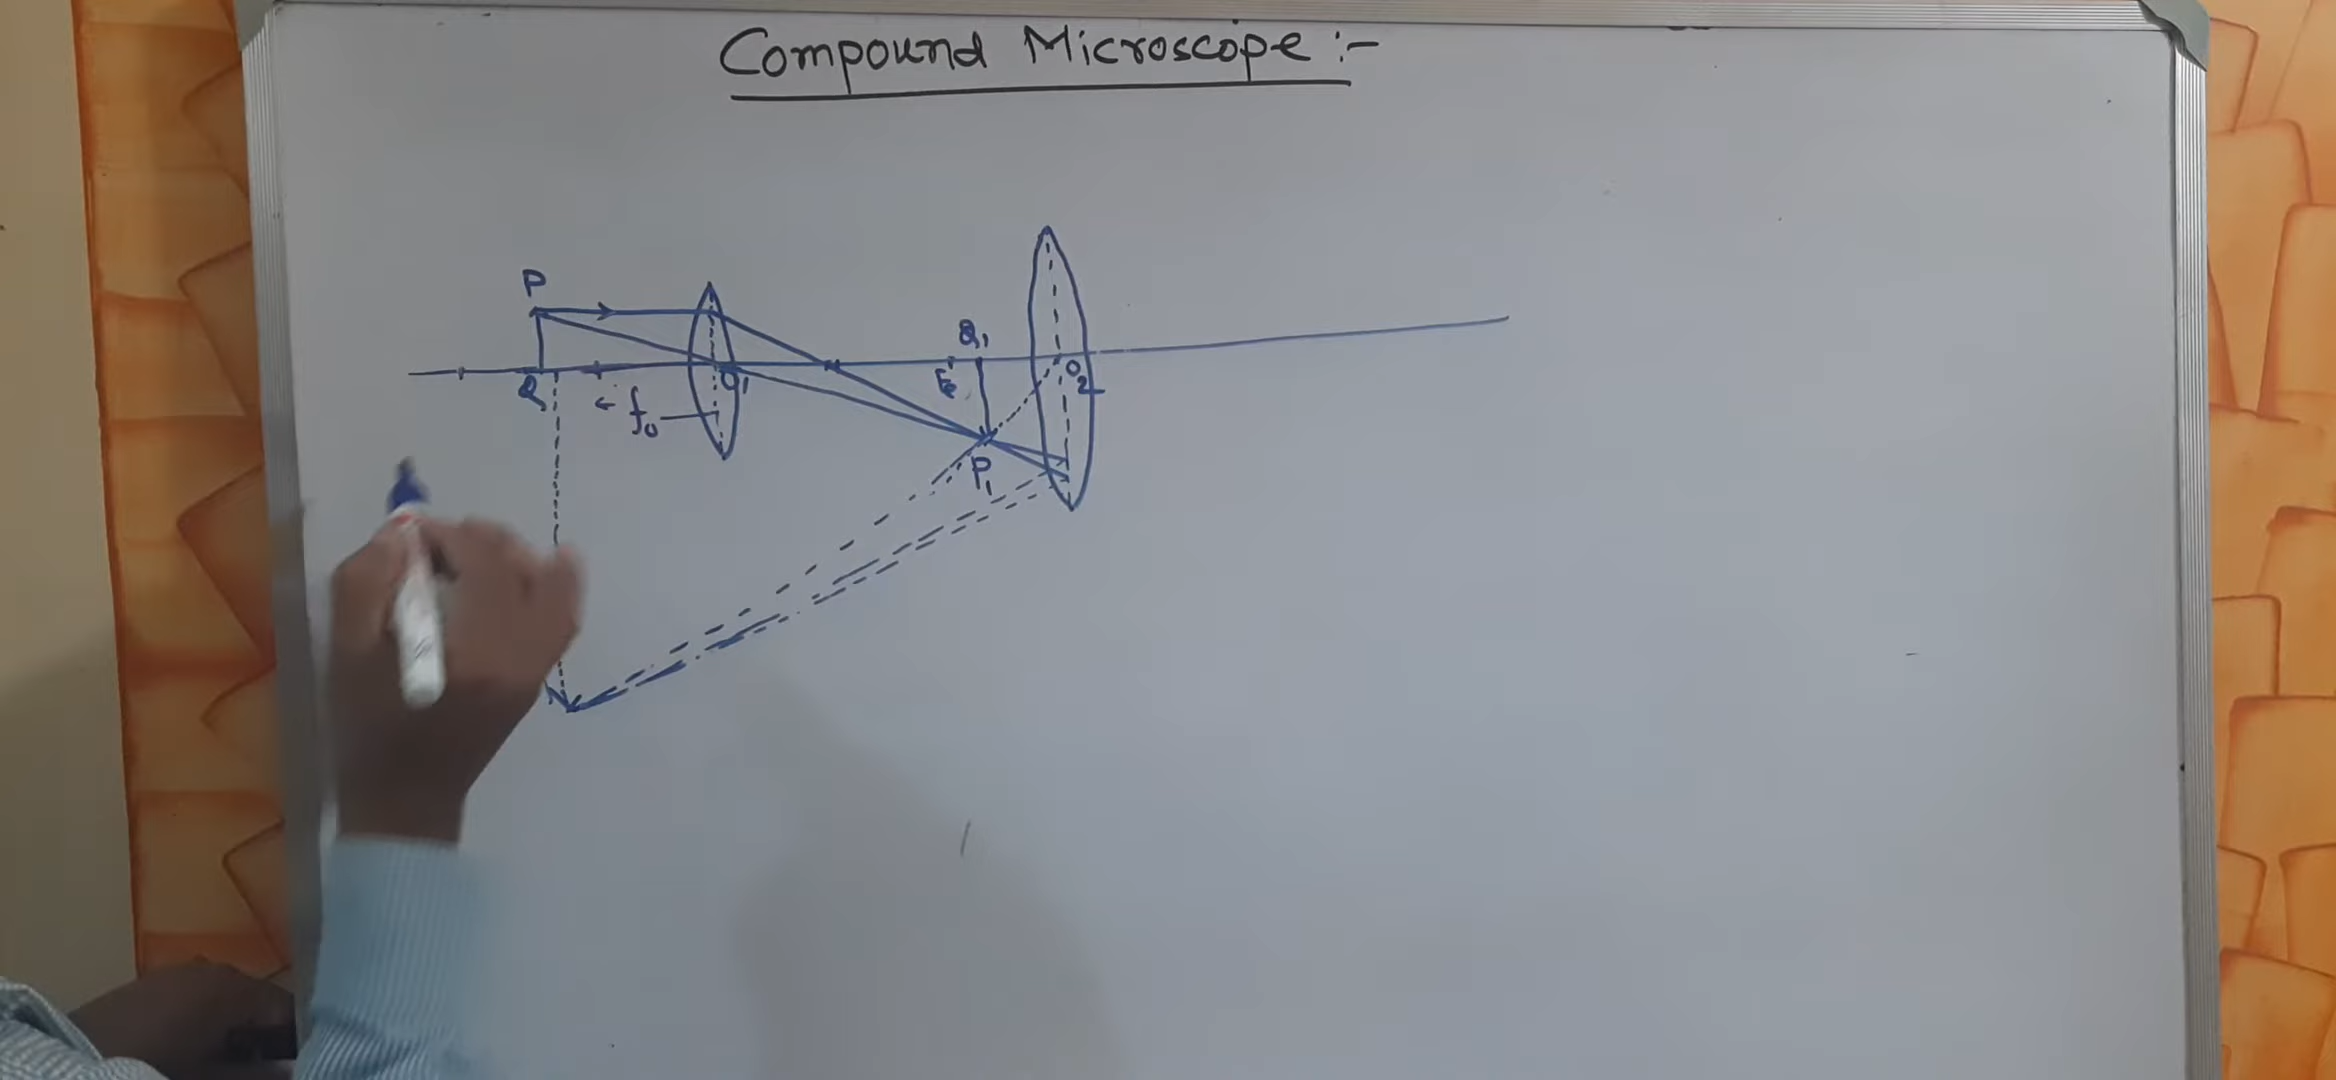 Compound Microscope :-
P
Q₁
Fe
O₂
Q
O₁
← f₀
P₁